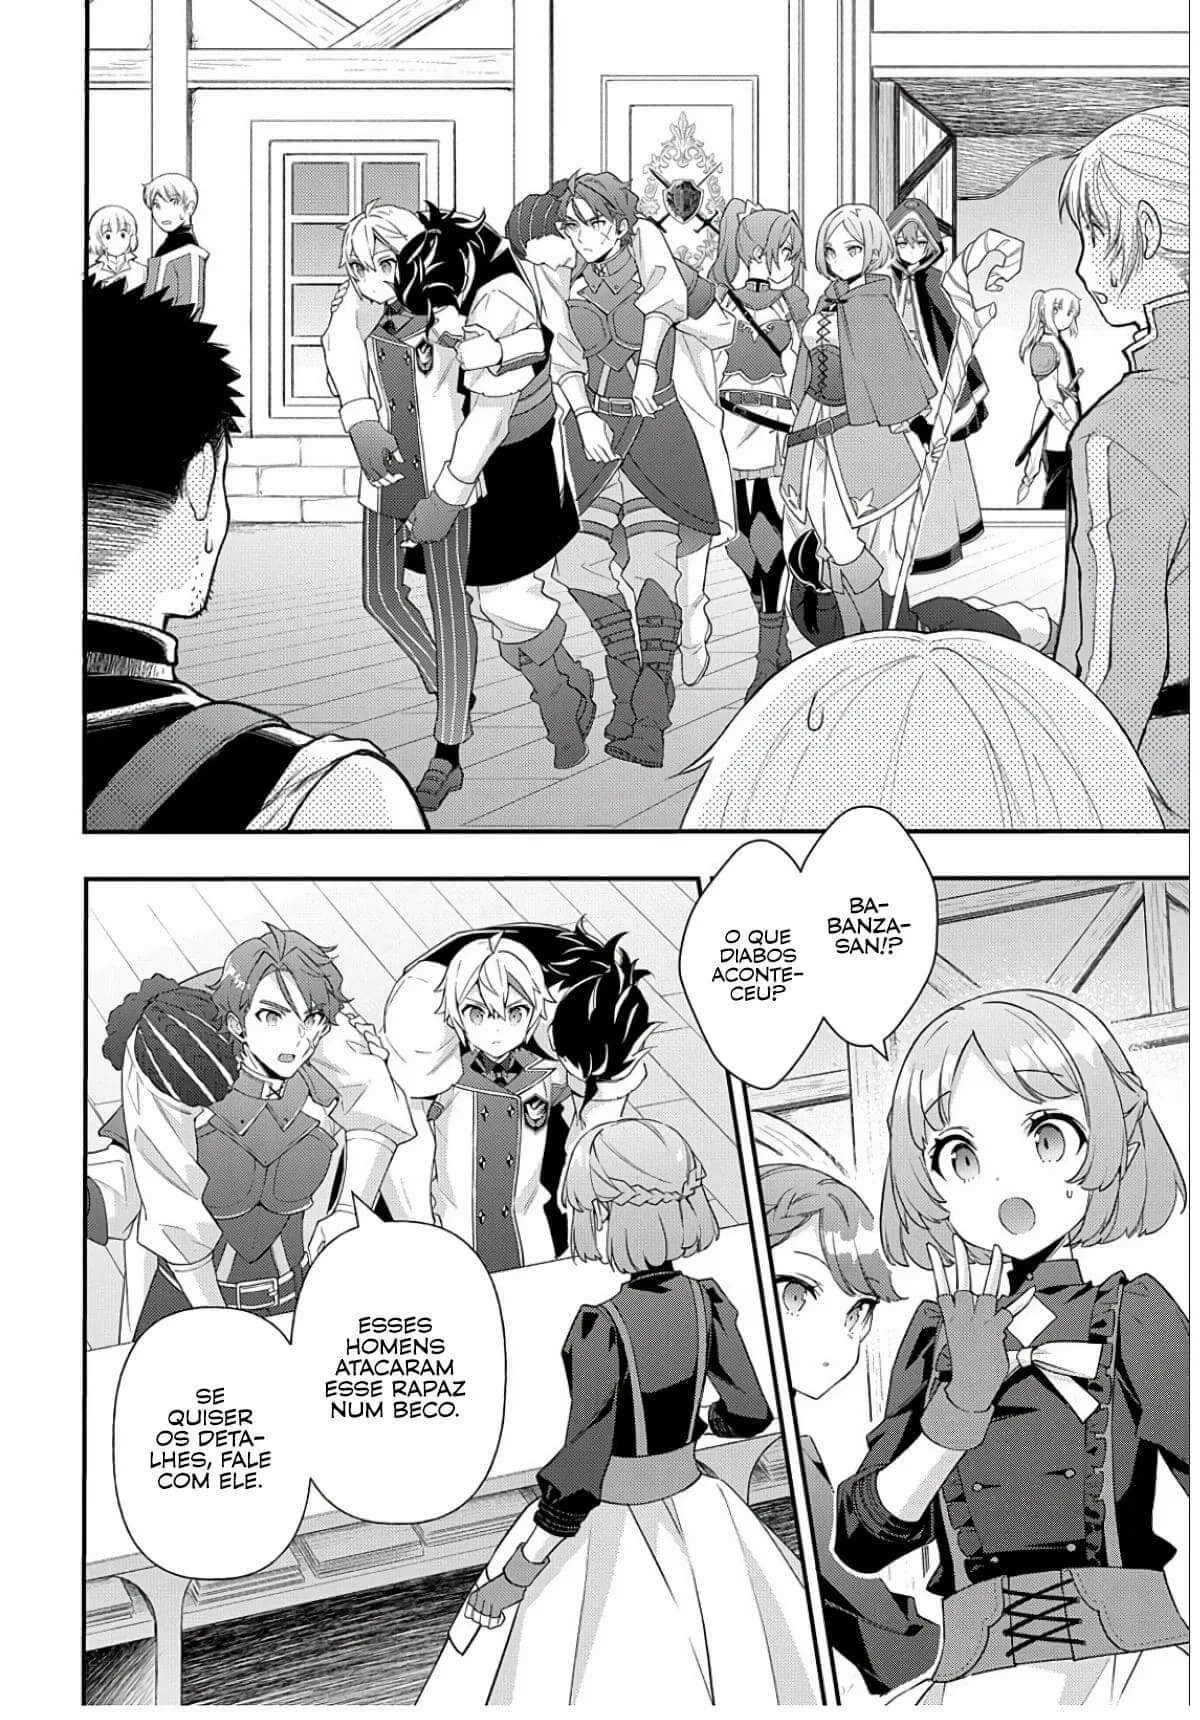 BA-
BANZA-
SAN!?
O QUE
DIABOS
ACONTE-
CEU?
ESSES
HOMENS
ATACARAM
ESSE RAPAZ
NUM BECO.
SE
QUISER
OS DETA-
LHES, FALE
COM ELE.